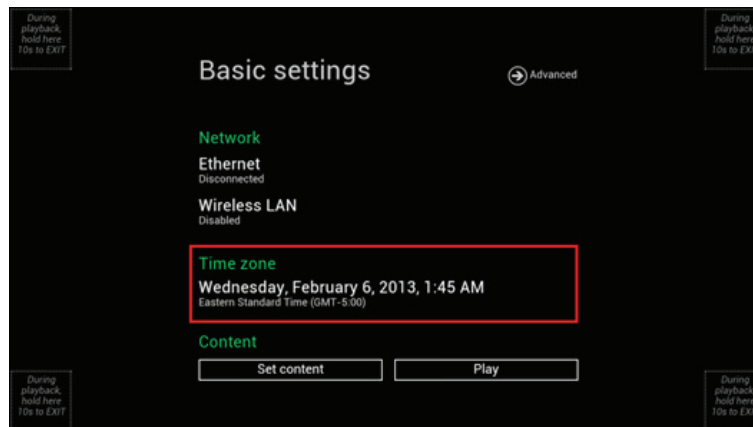 During
playback,
hold here
10s to EXIT
During
playback
hold here
10s to EXI
Basic settings
Advanced
Network
Ethernet
Disconnected
Wireless LAN
Disabled
Time zone
Wednesday, February 6, 2013, 1:45 AM
Eastern Standard Time (GMT-5:00)
Content
Set content
Play
During
playback,
hold here
10s to EXIT
During
playback
hold here
10s to EXI